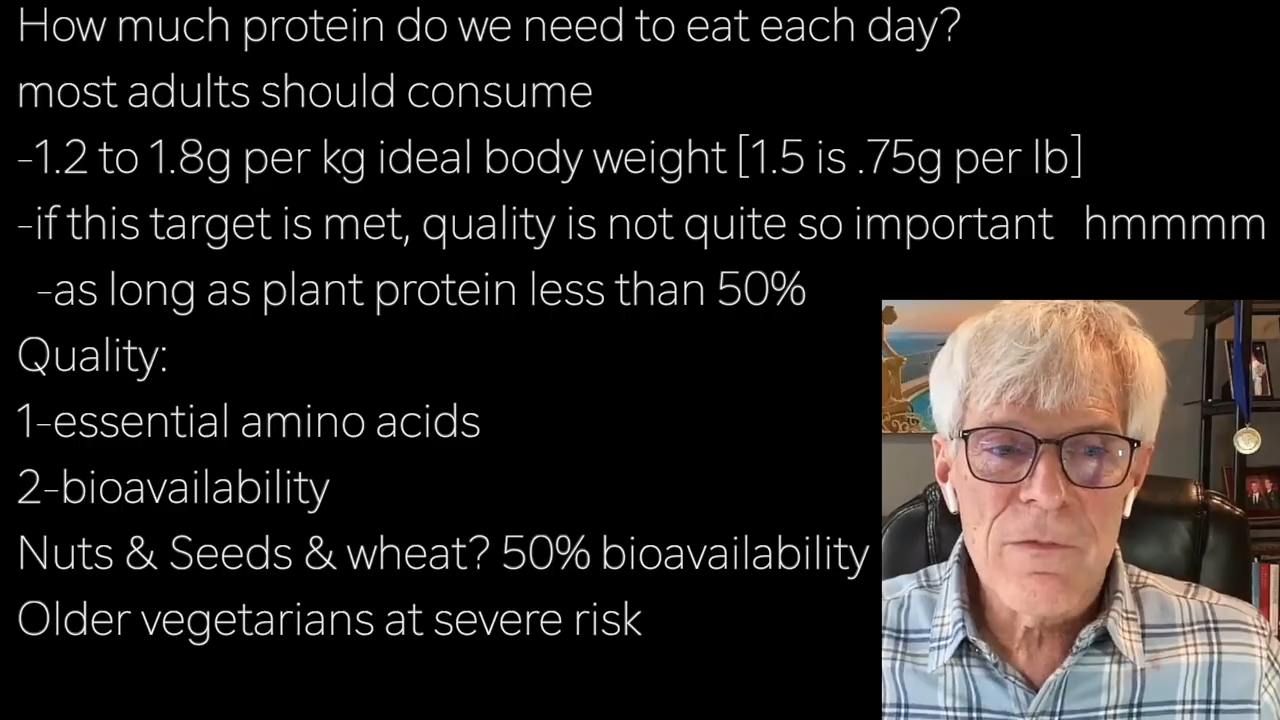 How much protein do we need to eat each day?
most adults should consume
-1.2 to 1.8g per kg ideal body weight [1.5 is .75g per lb]
-if this target is met, quality is not quite so important hmmmm
-as long as plant protein less than 50%
Quality:
1-essential amino acids
2-bioavailability
Nuts & Seeds & wheat? 50% bioavailability
Older vegetarians at severe risk